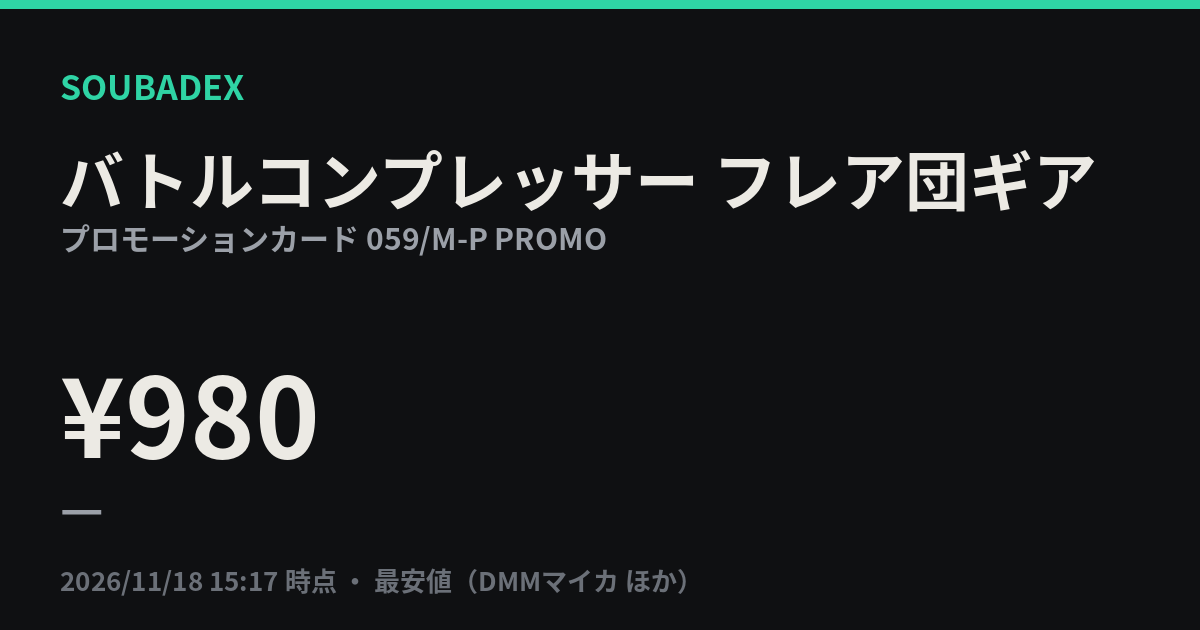 SOUBADEX
バトルコンプレッサー フレア団ギア
プロモーションカード 059/M-P PROMO
¥980
—
2026/11/18 15:17 時点 ・ 最安値（DMMマイカ ほか）